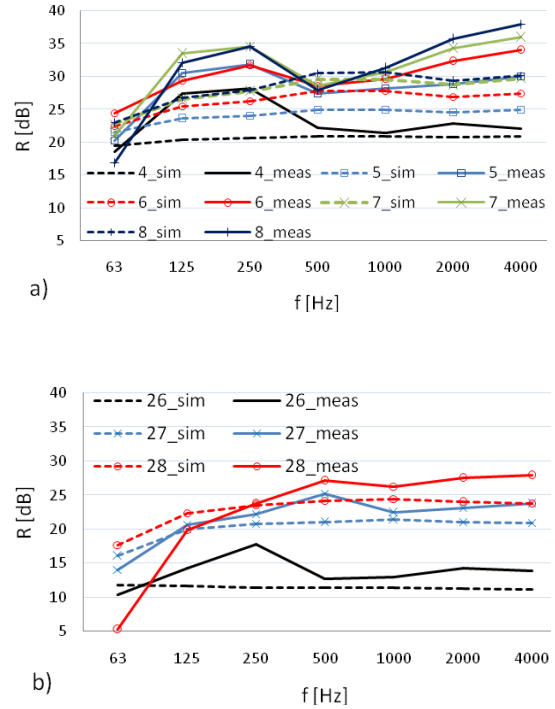 40
35
30
25
20
15
10
5
R [dB]
4_sim 4_meas 5_sim 5_meas
6_sim 6_meas 7_sim 7_meas
8_sim 8_meas
63 125 250 500 1000 2000 4000
a)
f [Hz]
40
35
30
25
20
15
10
5
R [dB]
26_sim 26_meas
27_sim 27_meas
28_sim 28_meas
63 125 250 500 1000 2000 4000
b)
f [Hz]